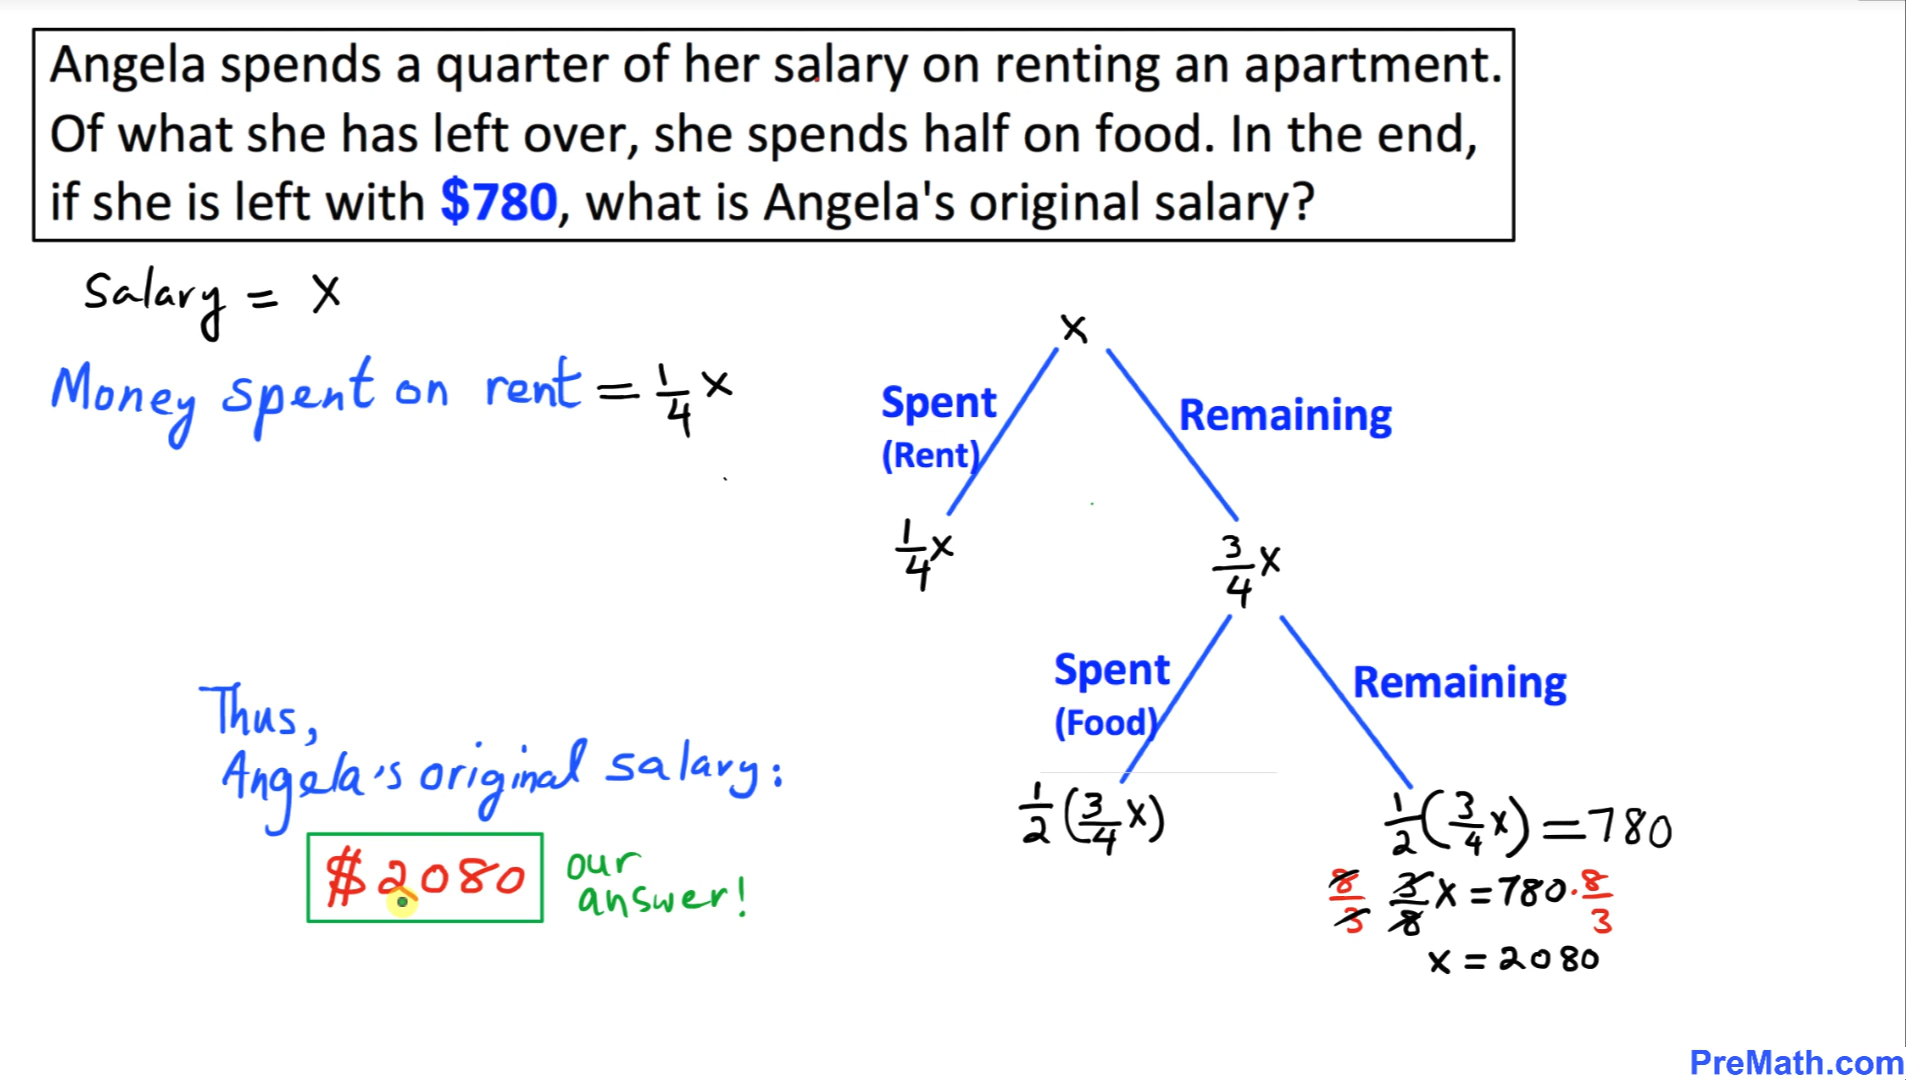 Angela spends a quarter of her salary on renting an apartment.
Of what she has left over, she spends half on food. In the end,
if she is left with $780, what is Angela's original salary?
Salary = x
Money spent on rent = 1/4 x
x
Spent
(Rent)
Remaining
1/4 x
3/4 x
Spent
(Food)
Remaining
1/2 (3/4 x)
1/2 (3/4 x) = 780
8/3 3/8 x = 780 · 8/3
x = 2080
Thus,
Angela's original salary:
$2080
our
answer!
PreMath.com